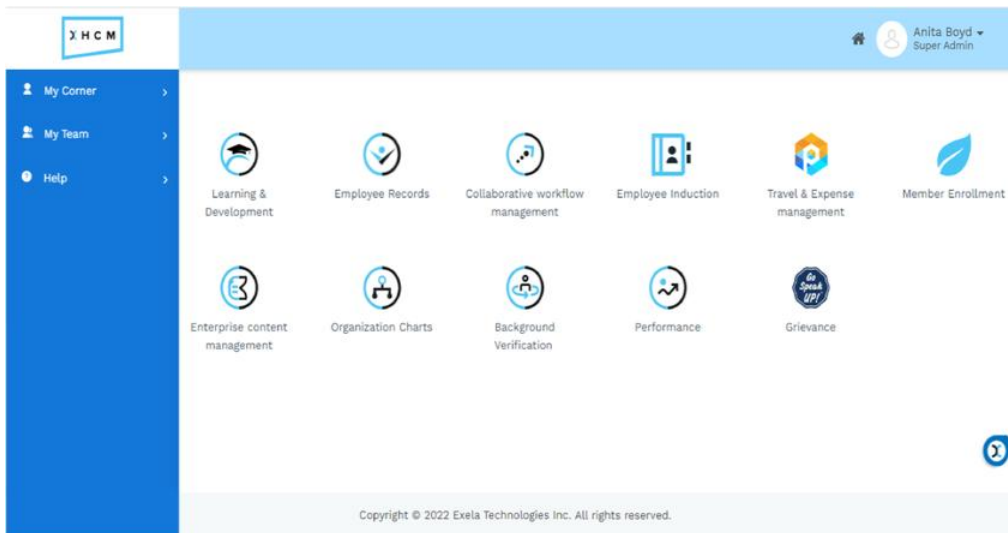 XHCM
Anita Boyd
Super Admin
My Corner
My Team
Help
Learning &
Development
Employee Records
Collaborative workflow
management
Employee Induction
Travel & Expense
management
Member Enrollment
Enterprise content
management
Organization Charts
Background
Verification
Performance
Go
Speak
UP!
Grievance
Copyright © 2022 Exela Technologies Inc. All rights reserved.